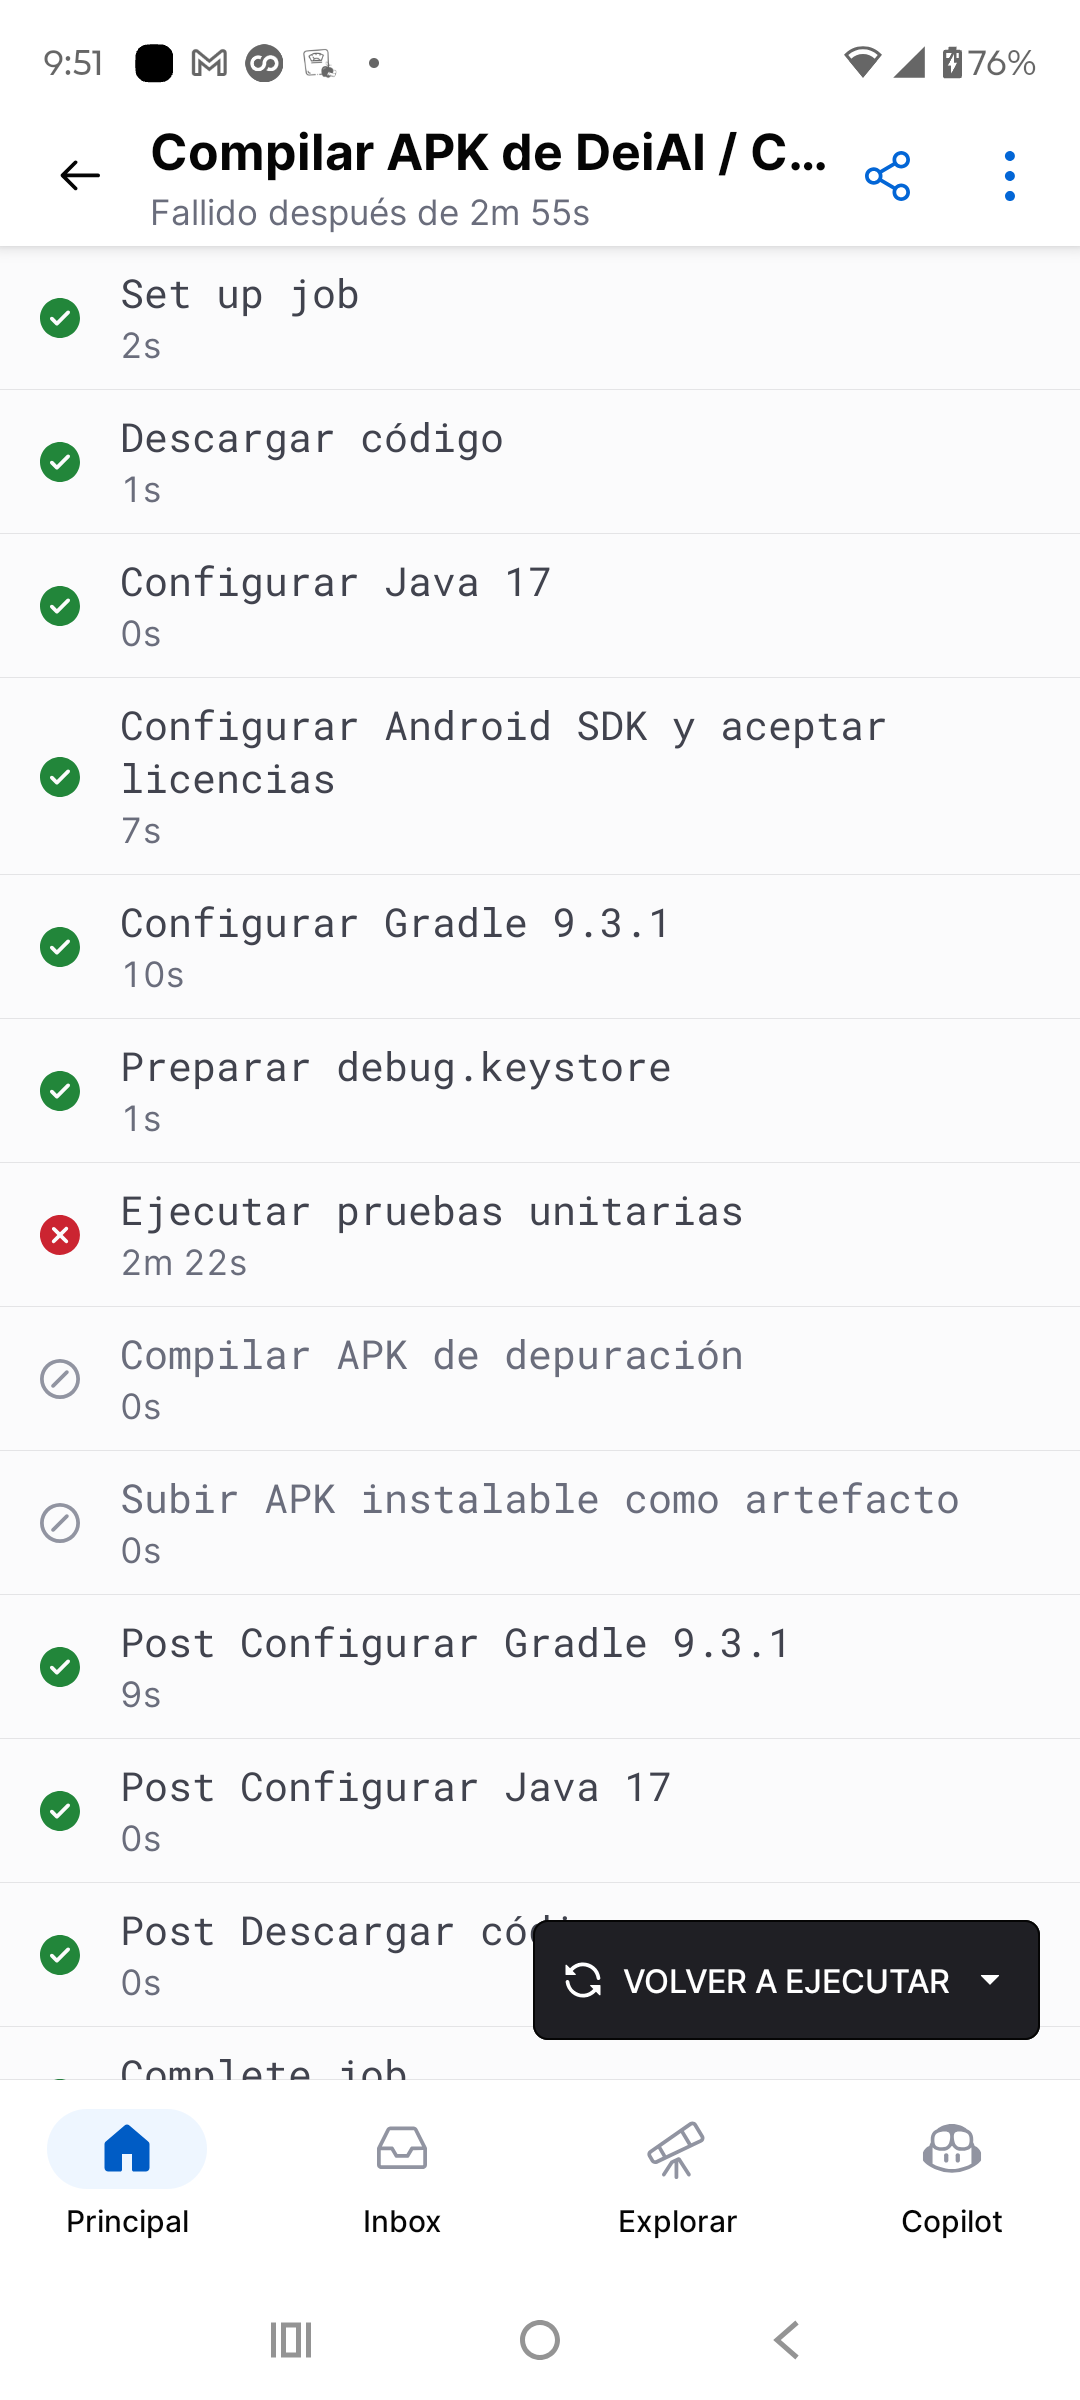 9:51
76%
Compilar APK de DeiAI / C...
Fallido después de 2m 55s
Set up job
2s
Descargar código
1s
Configurar Java 17
0s
Configurar Android SDK y aceptar
licencias
7s
Configurar Gradle 9.3.1
10s
Preparar debug.keystore
1s
Ejecutar pruebas unitarias
2m 22s
Compilar APK de depuración
0s
Subir APK instalable como artefacto
0s
Post Configurar Gradle 9.3.1
9s
Post Configurar Java 17
0s
Post Descargar
0s
VOLVER A EJECUTAR
Complete job
Principal
Inbox
Explorar
Copilot